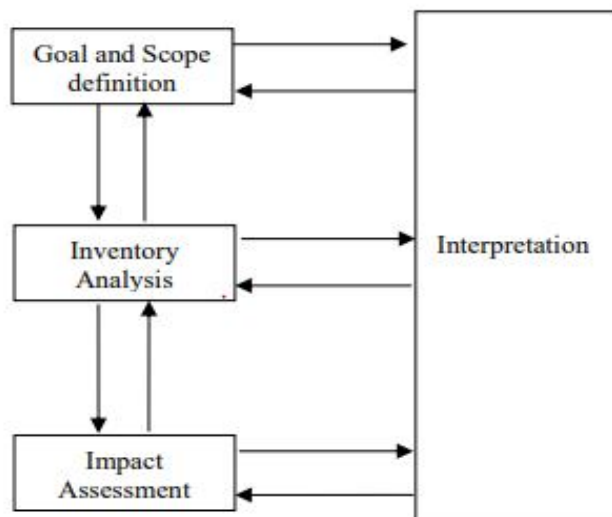 Goal and Scope
definition
Inventory
Analysis
Interpretation
Impact
Assessment